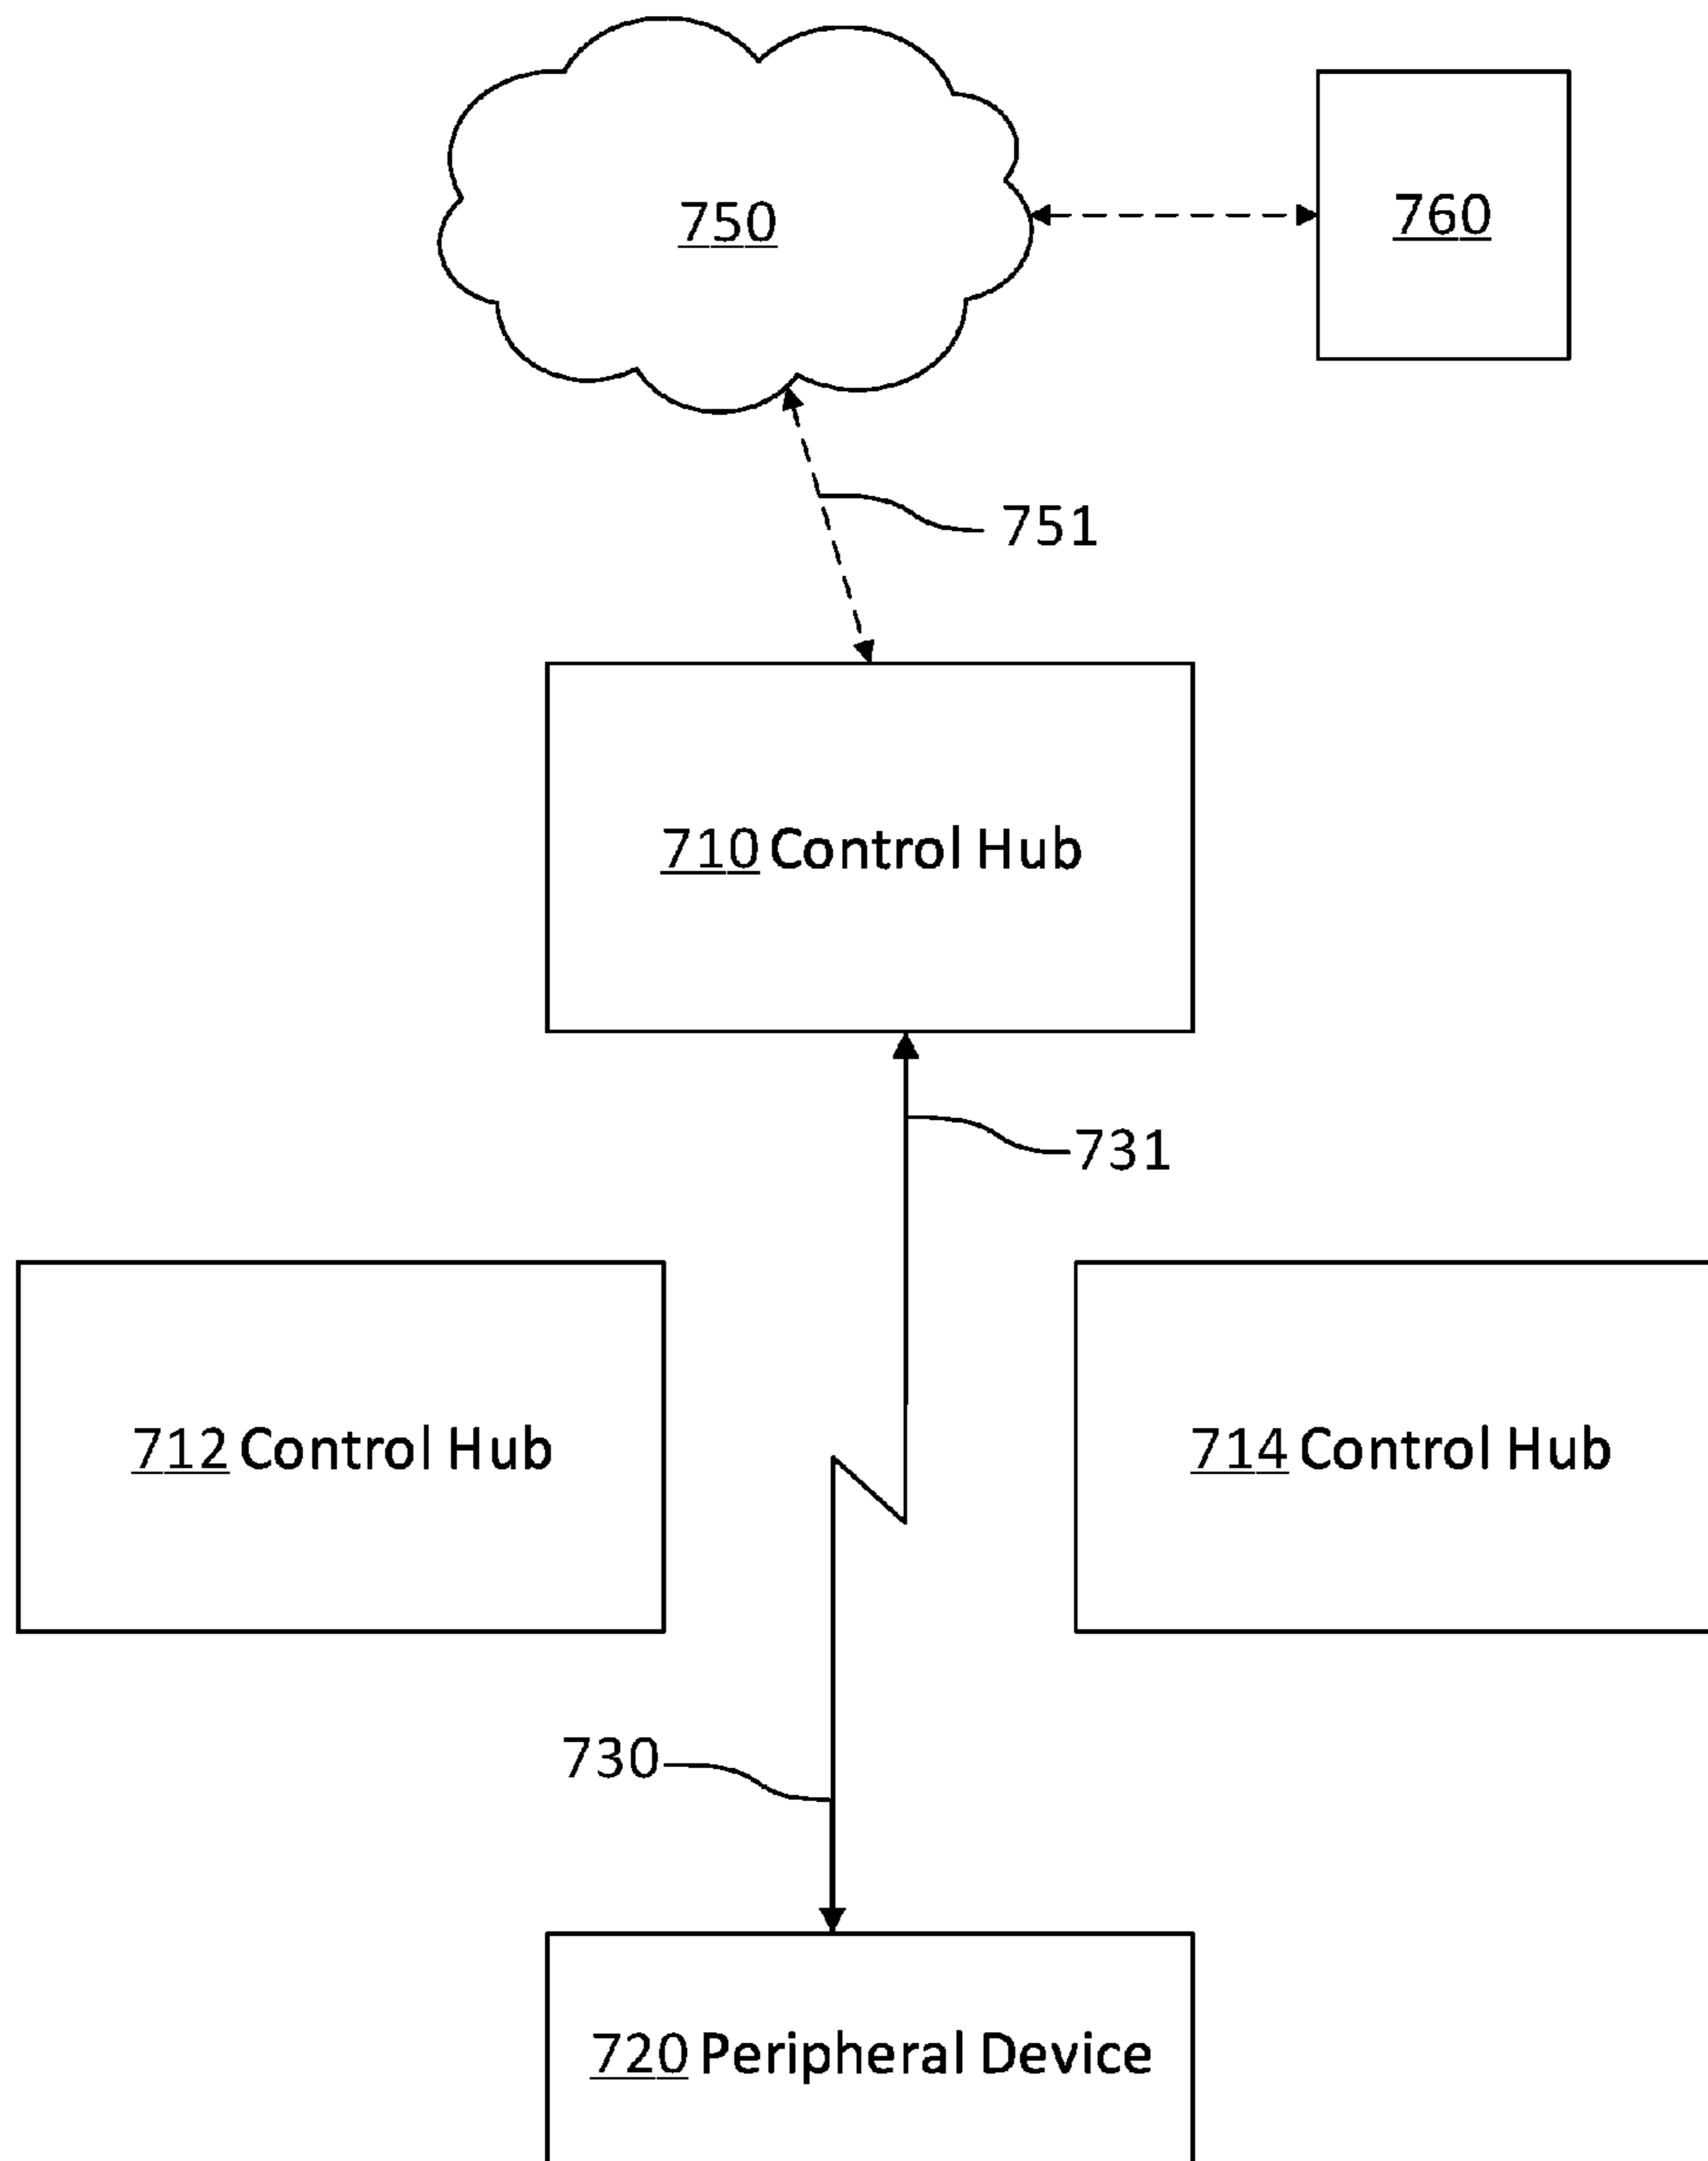 750
760
751
710 Control Hub
731
712 Control Hub
714 Control Hub
730
720 Peripheral Device